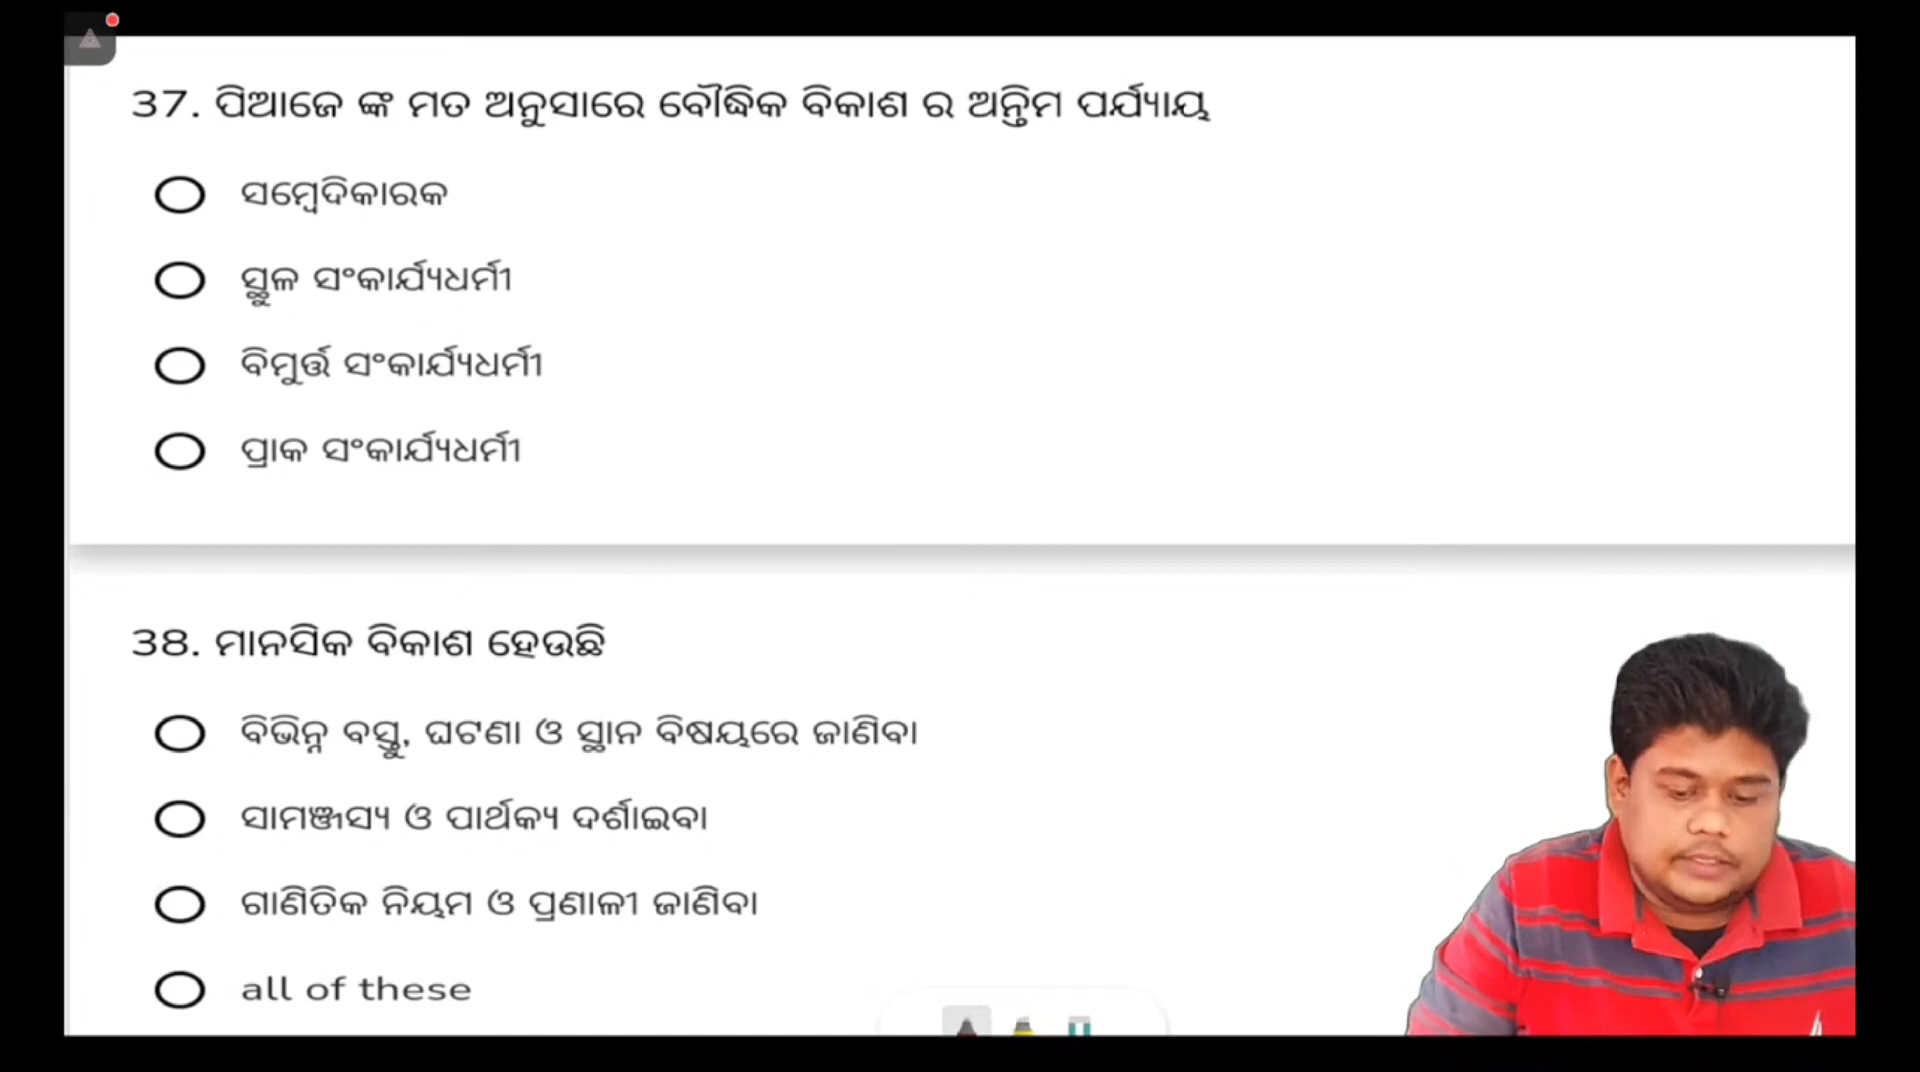 37. ପିଆଜେ ଙ୍କ ମତ ଅନୁସାରେ ବୌଦ୍ଧିକ ବିକାଶ ର ଅନ୍ତିମ ପର୍ଯ୍ୟାୟ
ସମ୍ବେଦିକାରକ
ସ୍ଥୁଳ ସଂକାର୍ଯ୍ୟଧର୍ମୀ
ବିମୁର୍ତ୍ତ ସଂକାର୍ଯ୍ୟଧର୍ମୀ
ପ୍ରାକ ସଂକାର୍ଯ୍ୟଧର୍ମୀ
38. ମାନସିକ ବିକାଶ ହେଉଛି
ବିଭିନ୍ନ ବସ୍ତୁ, ଘଟଣା ଓ ସ୍ଥାନ ବିଷୟରେ ଜାଣିବା
ସାମଞ୍ଜସ୍ୟ ଓ ପାର୍ଥକ୍ୟ ଦର୍ଶାଇବା
ଗାଣିତିକ ନିୟମ ଓ ପ୍ରଣାଳୀ ଜାଣିବା
all of these